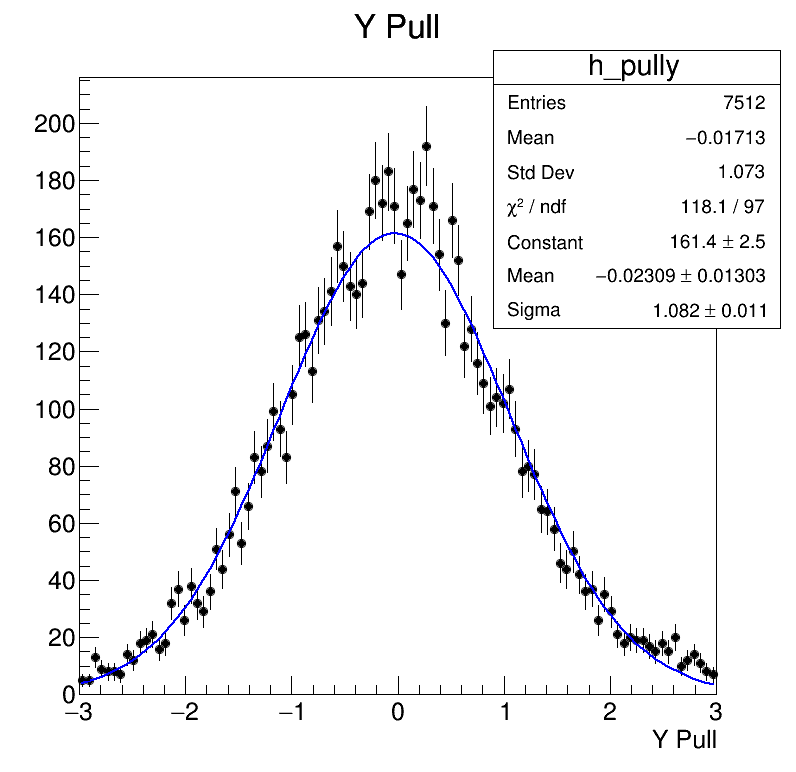 Y Pull
h_pully
Entries 7512
Mean −0.01713
Std Dev 1.073
χ² / ndf 118.1 / 97
Constant 161.4 ± 2.5
Mean −0.02309 ± 0.01303
Sigma 1.082 ± 0.011
200
180
160
140
120
100
80
60
40
20
0
−3 −2 −1 0 1 2 3
Y Pull